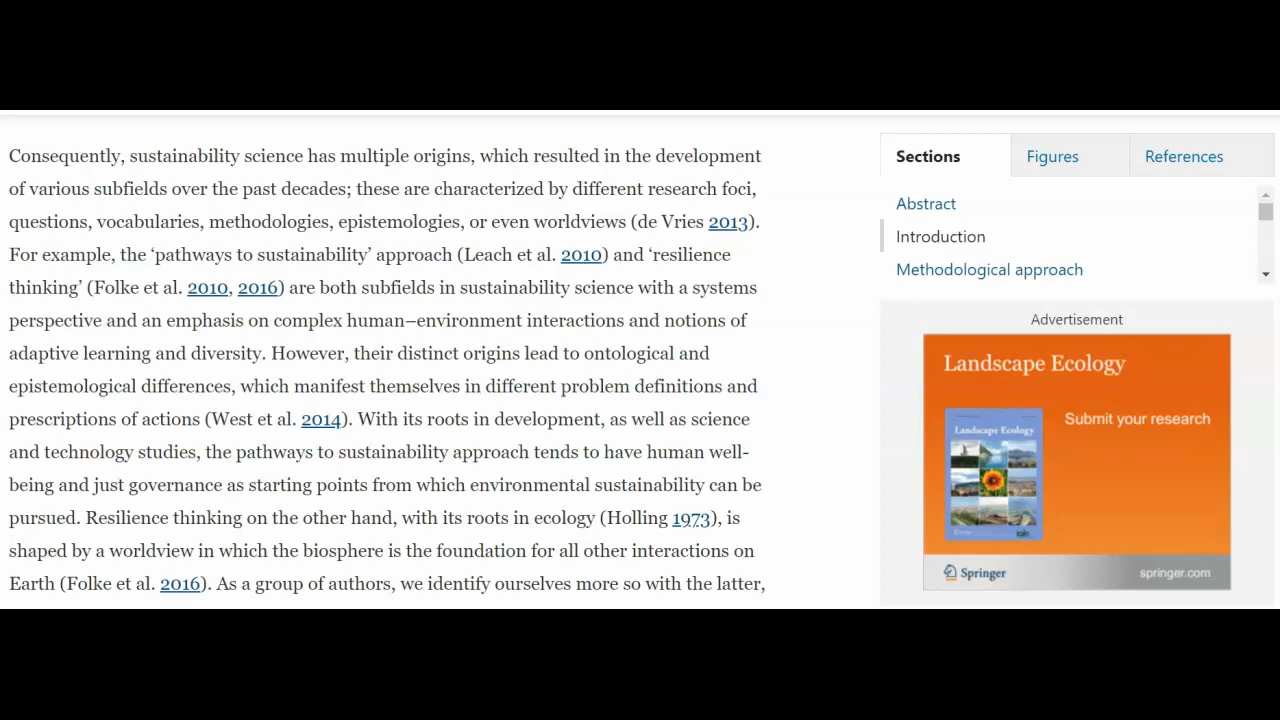 Consequently, sustainability science has multiple origins, which resulted in the development
of various subfields over the past decades; these are characterized by different research foci,
questions, vocabularies, methodologies, epistemologies, or even worldviews (de Vries 2013).
For example, the ‘pathways to sustainability’ approach (Leach et al. 2010) and ‘resilience
thinking’ (Folke et al. 2010, 2016) are both subfields in sustainability science with a systems
perspective and an emphasis on complex human–environment interactions and notions of
adaptive learning and diversity. However, their distinct origins lead to ontological and
epistemological differences, which manifest themselves in different problem definitions and
prescriptions of actions (West et al. 2014). With its roots in development, as well as science
and technology studies, the pathways to sustainability approach tends to have human well-
being and just governance as starting points from which environmental sustainability can be
pursued. Resilience thinking on the other hand, with its roots in ecology (Holling 1973), is
shaped by a worldview in which the biosphere is the foundation for all other interactions on
Earth (Folke et al. 2016). As a group of authors, we identify ourselves more so with the latter,
Sections
Figures
References
Abstract
Introduction
Methodological approach
Advertisement
Landscape Ecology
Submit your research
Landscape Ecology
Springer
springer.com